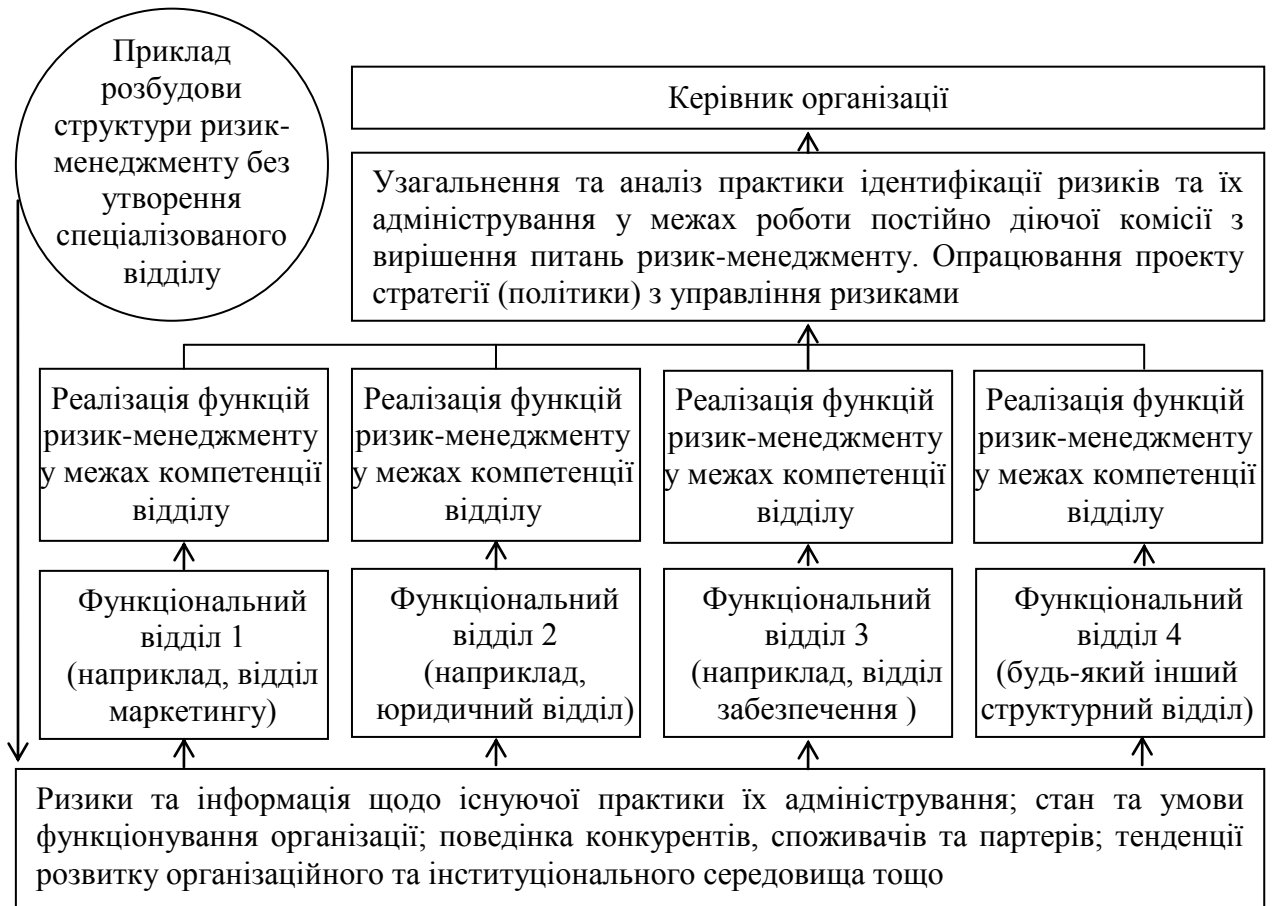 Приклад
розбудови
структури ризик-
менеджменту без
утворення
спеціалізованого
відділу
Керівник організації
Узагальнення та аналіз практики ідентифікації ризиків та їх
адміністрування у межах роботи постійно діючої комісії з
вирішення питань ризик-менеджменту. Опрацювання проекту
стратегії (політики) з управління ризиками
Реалізація функцій
ризик-менеджменту
у межах компетенції
відділу
Реалізація функцій
ризик-менеджменту
у межах компетенції
відділу
Реалізація функцій
ризик-менеджменту
у межах компетенції
відділу
Реалізація функцій
ризик-менеджменту
у межах компетенції
відділу
Функціональний
відділ 1
(наприклад, відділ
маркетингу)
Функціональний
відділ 2
(наприклад,
юридичний відділ)
Функціональний
відділ 3
(наприклад, відділ
забезпечення )
Функціональний
відділ 4
(будь-який інший
структурний відділ)
Ризики та інформація щодо існуючої практики їх адміністрування; стан та умови
функціонування організації; поведінка конкурентів, споживачів та партерів; тенденції
розвитку організаційного та інституціонального середовища тощо